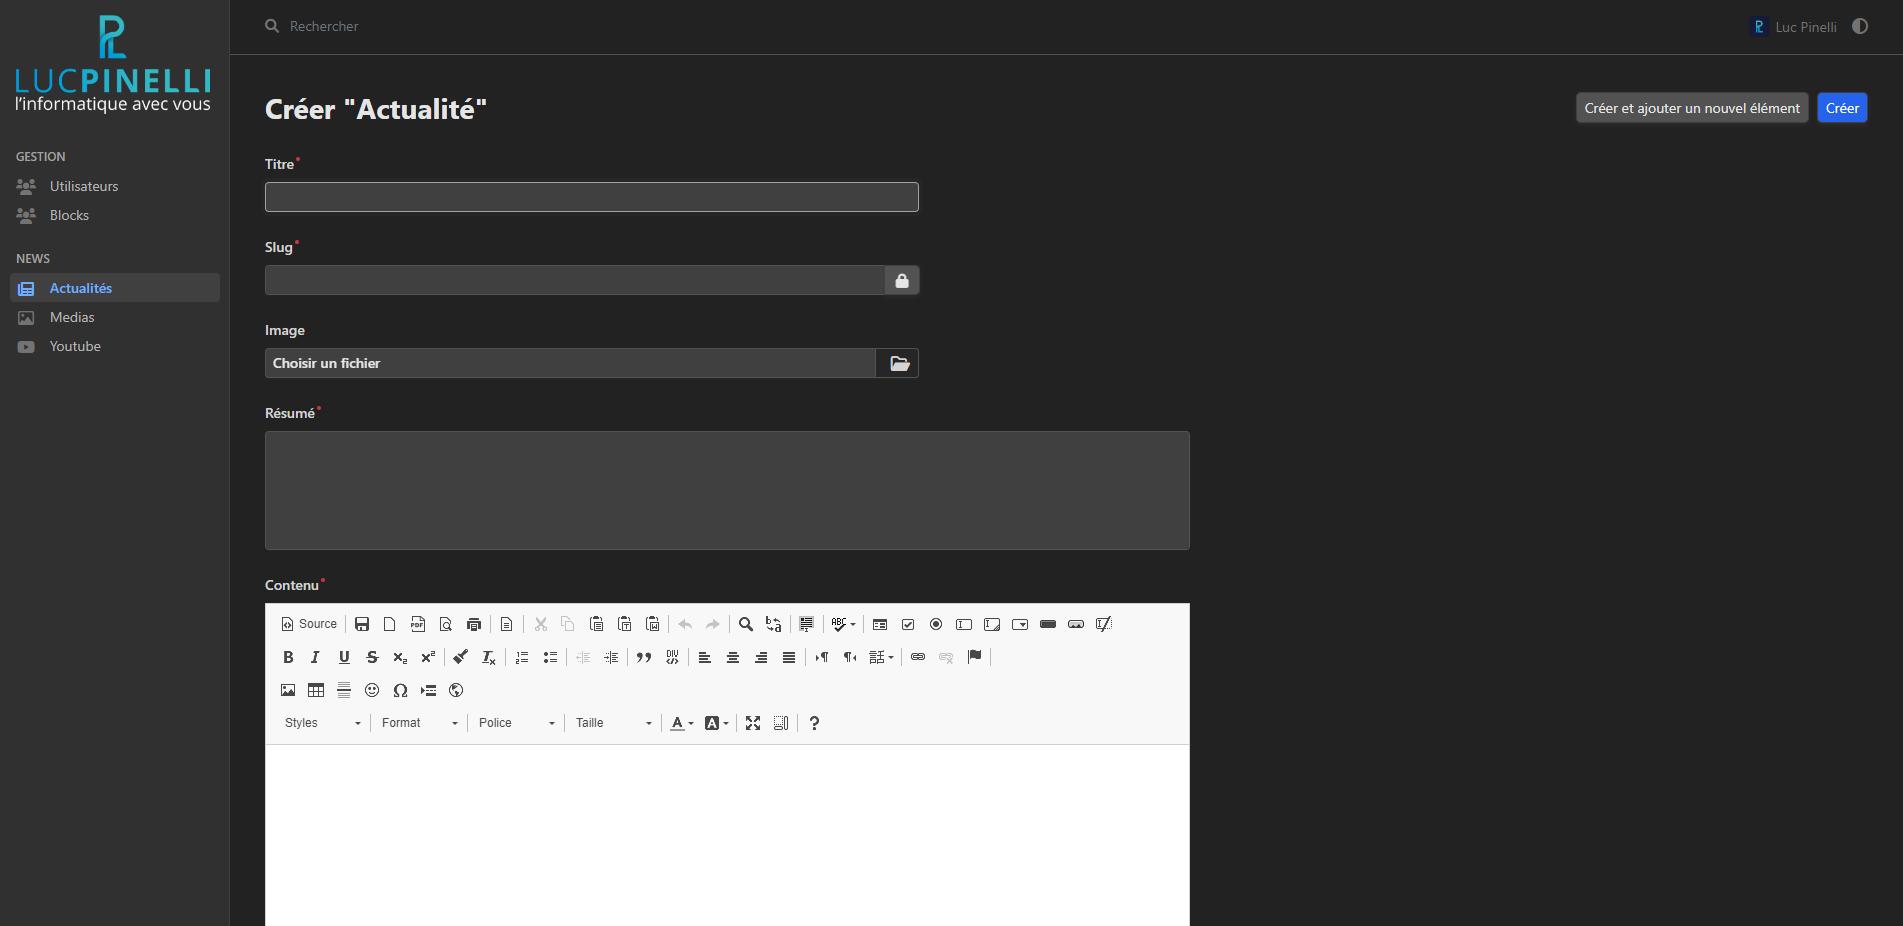 LUCPINELLI
l'informatique avec vous
GESTION
Utilisateurs
Blocks
NEWS
Actualités
Medias
Youtube
Rechercher
Luc Pinelli
Créer "Actualité"
Créer et ajouter un nouvel élément
Créer
Titre
Slug
Image
Choisir un fichier
Résumé
Contenu
Source
Styles
Format
Police
Taille